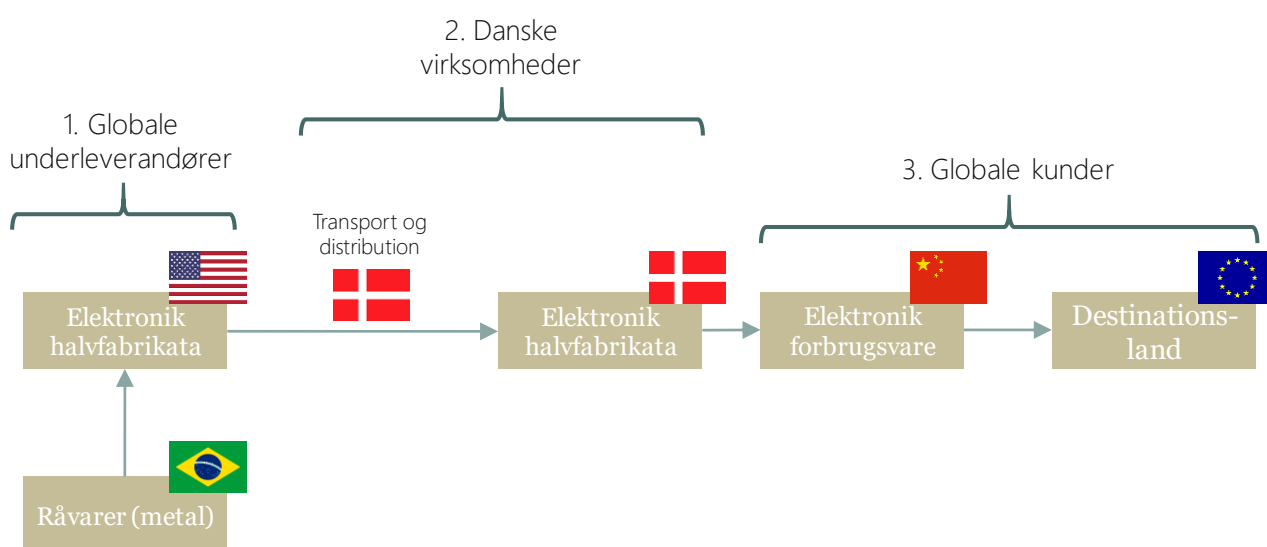 2. Danske
virksomheder
1. Globale
underleverandører
3. Globale kunder
Transport og
distribution
Elektronik
halvfabrikata
Elektronik
halvfabrikata
Elektronik
forbrugsvare
Destinations-
land
Råvarer (metal)